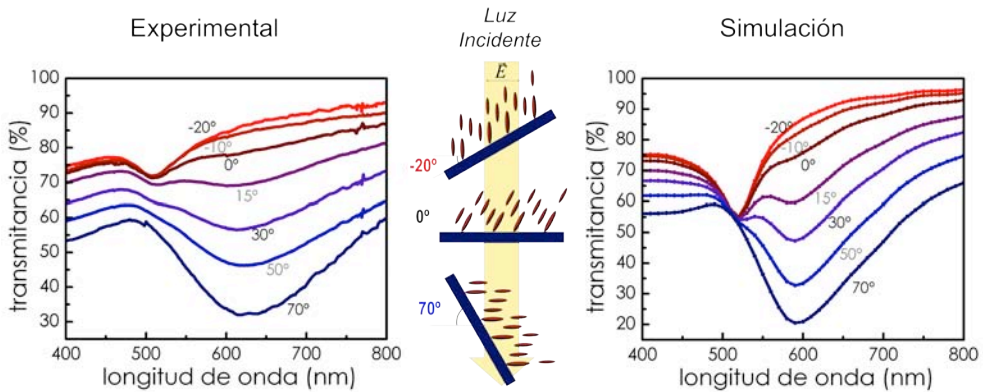 Experimental
Luz
Incidente
Simulación
transmitancia (%)
100
90
80
70
60
50
40
30
400 500 600 700 800
longitud de onda (nm)
-20º
-10º
0º
15º
30º
50º
70º
Ê
-20º
0º
70º
transmitancia (%)
100
90
80
70
60
50
40
30
20
400 500 600 700 800
longitud de onda (nm)
-20º
-10º
0º
15º
30º
50º
70º